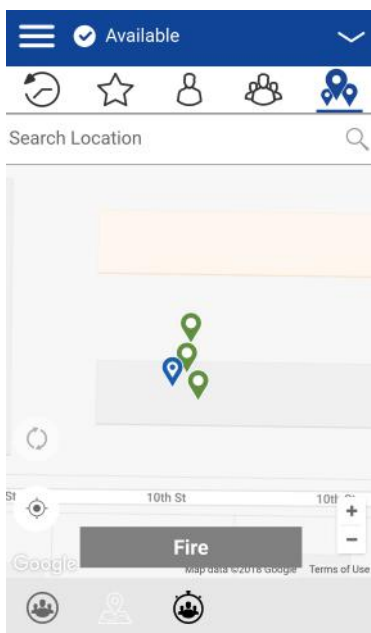 Available
Search Location
St
10th St
10th St
Fire
Google
Map data ©2018 Google
Terms of Use